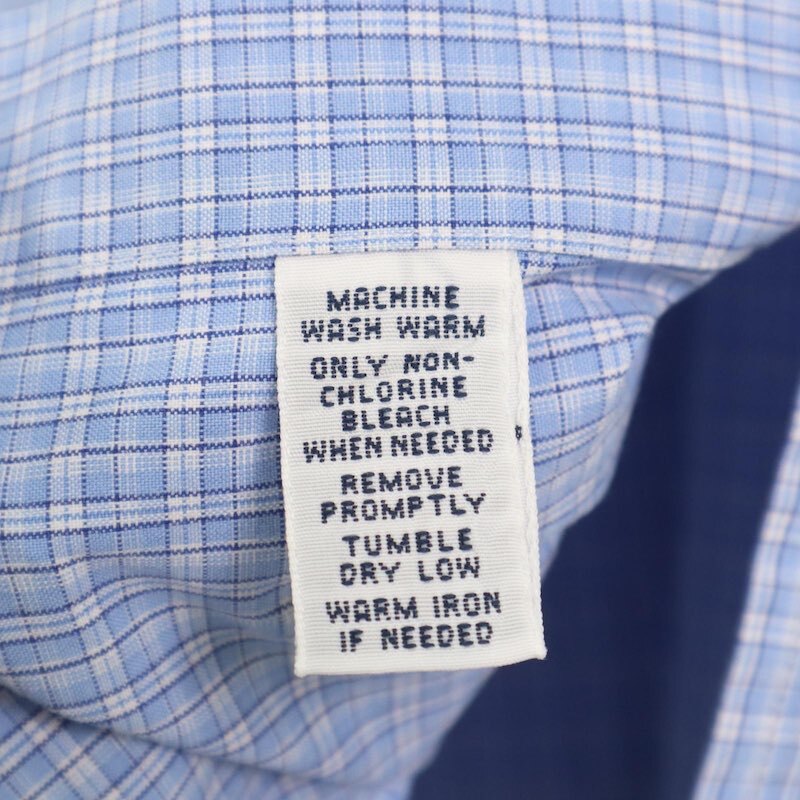 MACHINE
WASH WARM
ONLY NON-
CHLORINE
BLEACH
WHEN NEEDED
REMOVE
PROMPTLY
TUMBLE
DRY LOW
WARM IRON
IF NEEDED